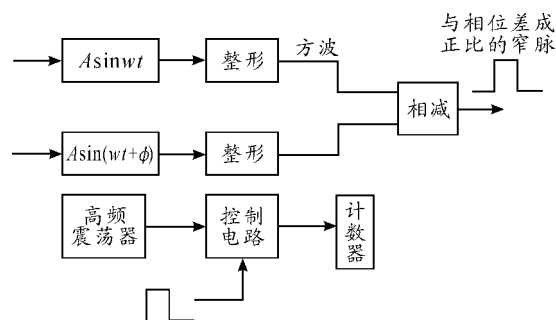 与相位差成
正比的窄脉
Asinwt
整形
方波
相减
Asin(wt+ϕ)
整形
高频
震荡器
控制
电路
计
数
器